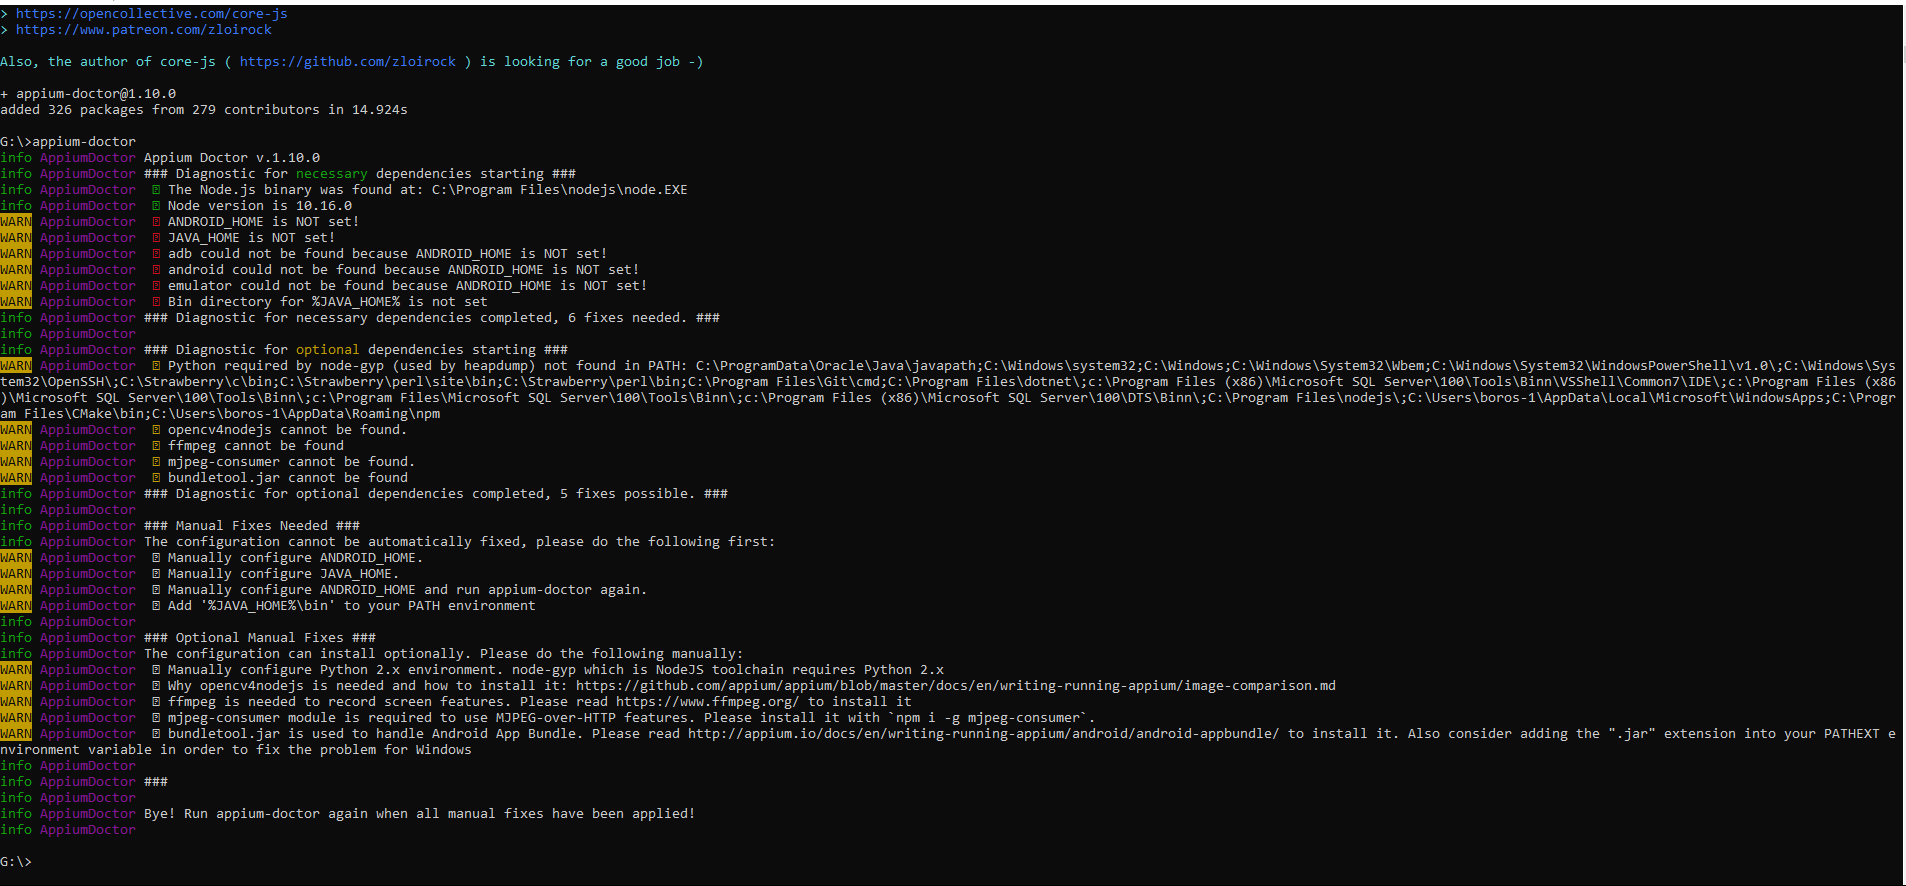 > https://opencollective.com/core-js
> https://www.patreon.com/zloirock
Also, the author of core-js ( https://github.com/zloirock ) is looking for a good job -)
+ appium-doctor@1.10.0
added 326 packages from 279 contributors in 14.924s
G:\>appium-doctor
info AppiumDoctor Appium Doctor v.1.10.0
info AppiumDoctor ### Diagnostic for necessary dependencies starting ###
info AppiumDoctor  The Node.js binary was found at: C:\Program Files\nodejs\node.EXE
info AppiumDoctor  Node version is 10.16.0
WARN AppiumDoctor  ANDROID_HOME is NOT set!
WARN AppiumDoctor  JAVA_HOME is NOT set!
WARN AppiumDoctor  adb could not be found because ANDROID_HOME is NOT set!
WARN AppiumDoctor  android could not be found because ANDROID_HOME is NOT set!
WARN AppiumDoctor  emulator could not be found because ANDROID_HOME is NOT set!
WARN AppiumDoctor  Bin directory for %JAVA_HOME% is not set
info AppiumDoctor ### Diagnostic for necessary dependencies completed, 6 fixes needed. ###
info AppiumDoctor
info AppiumDoctor ### Diagnostic for optional dependencies starting ###
WARN AppiumDoctor  Python required by node-gyp (used by heapdump) not found in PATH: C:\ProgramData\Oracle\Java\javapath;C:\Windows\system32;C:\Windows;C:\Windows\System32\Wbem;C:\Windows\System32\WindowsPowerShell\v1.0\;C:\Windows\Sys
tem32\OpenSSH\;C:\Strawberry\c\bin;C:\Strawberry\perl\site\bin;C:\Strawberry\perl\bin;C:\Program Files\Git\cmd;C:\Program Files\dotnet\;c:\Program Files (x86)\Microsoft SQL Server\100\Tools\Binn\VSShell\Common7\IDE\;c:\Program Files (x86
)\Microsoft SQL Server\100\Tools\Binn\;c:\Program Files\Microsoft SQL Server\100\Tools\Binn\;c:\Program Files (x86)\Microsoft SQL Server\100\DTS\Binn\;C:\Program Files\nodejs\;C:\Users\boros-1\AppData\Local\Microsoft\WindowsApps;C:\Progr
am Files\CMake\bin;C:\Users\boros-1\AppData\Roaming\npm
WARN AppiumDoctor  opencv4nodejs cannot be found.
WARN AppiumDoctor  ffmpeg cannot be found
WARN AppiumDoctor  mjpeg-consumer cannot be found.
WARN AppiumDoctor  bundletool.jar cannot be found
info AppiumDoctor ### Diagnostic for optional dependencies completed, 5 fixes possible. ###
info AppiumDoctor
info AppiumDoctor ### Manual Fixes Needed ###
info AppiumDoctor The configuration cannot be automatically fixed, please do the following first:
WARN AppiumDoctor  Manually configure ANDROID_HOME.
WARN AppiumDoctor  Manually configure JAVA_HOME.
WARN AppiumDoctor  Manually configure ANDROID_HOME and run appium-doctor again.
WARN AppiumDoctor  Add '%JAVA_HOME%\bin' to your PATH environment
info AppiumDoctor
info AppiumDoctor ### Optional Manual Fixes ###
info AppiumDoctor The configuration can install optionally. Please do the following manually:
WARN AppiumDoctor  Manually configure Python 2.x environment. node-gyp which is NodeJS toolchain requires Python 2.x
WARN AppiumDoctor  Why opencv4nodejs is needed and how to install it: https://github.com/appium/appium/blob/master/docs/en/writing-running-appium/image-comparison.md
WARN AppiumDoctor  ffmpeg is needed to record screen features. Please read https://www.ffmpeg.org/ to install it
WARN AppiumDoctor  mjpeg-consumer module is required to use MJPEG-over-HTTP features. Please install it with `npm i -g mjpeg-consumer`.
WARN AppiumDoctor  bundletool.jar is used to handle Android App Bundle. Please read http://appium.io/docs/en/writing-running-appium/android/android-appbundle/ to install it. Also consider adding the ".jar" extension into your PATHEXT e
nvironment variable in order to fix the problem for Windows
info AppiumDoctor
info AppiumDoctor ###
info AppiumDoctor
info AppiumDoctor Bye! Run appium-doctor again when all manual fixes have been applied!
info AppiumDoctor
G:\>